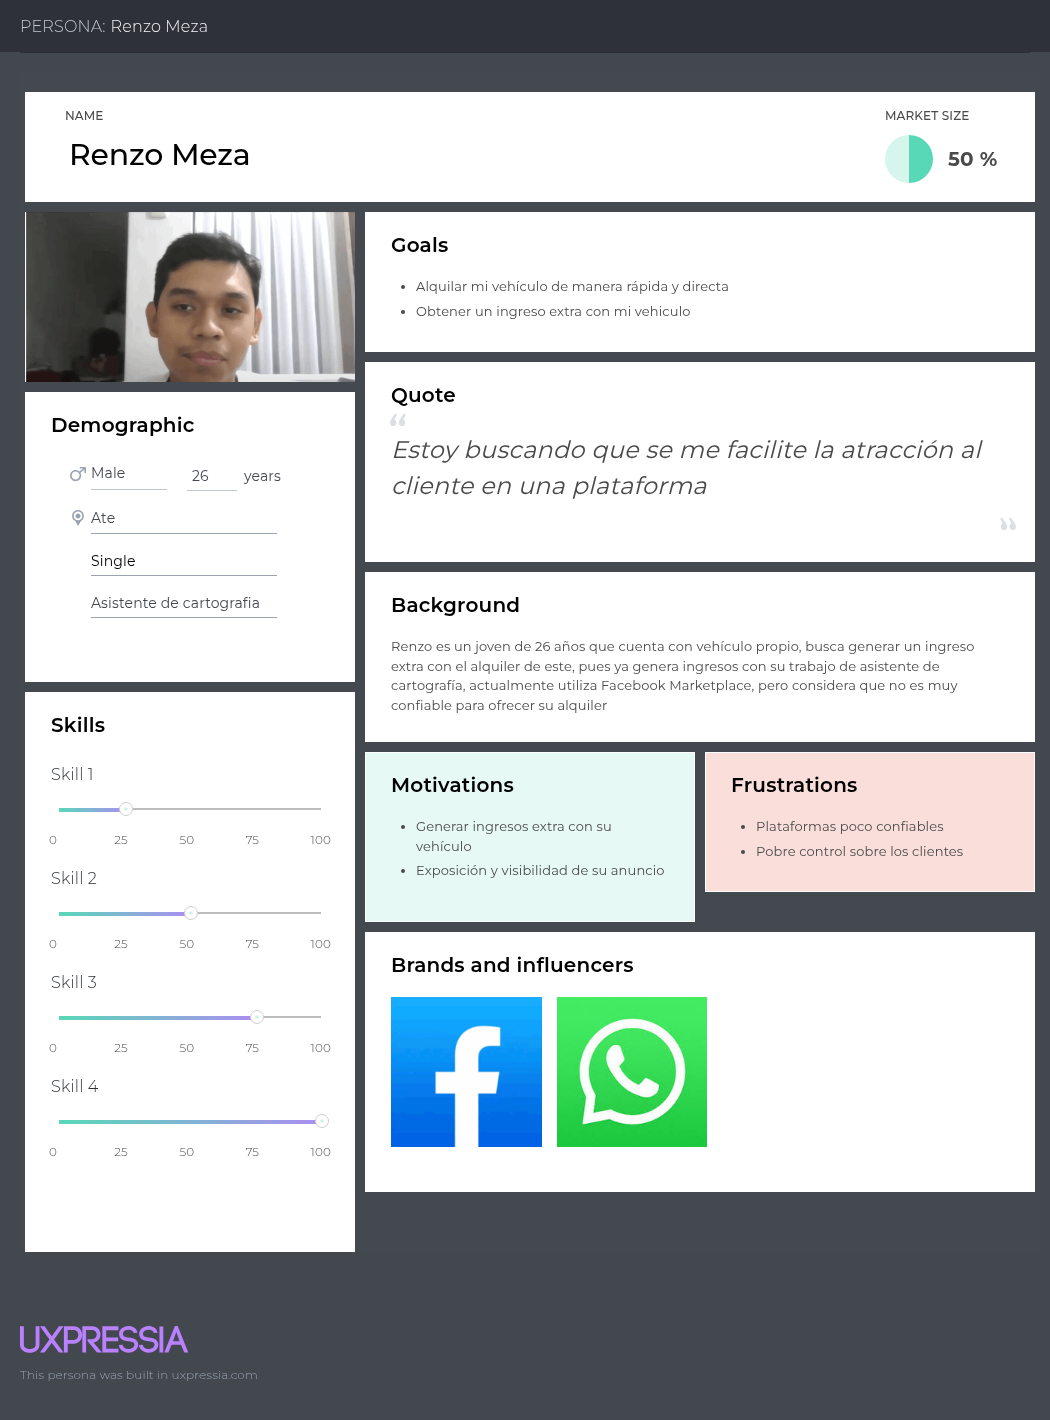 PERSONA: Renzo Meza
NAME
Renzo Meza
MARKET SIZE
50 %
Goals
Alquilar mi vehículo de manera rápida y directa
Obtener un ingreso extra con mi vehiculo
Quote
“
Estoy buscando que se me facilite la atracción al
cliente en una plataforma
”
Demographic
Male 26 years
Ate
Single
Asistente de cartografia
Background
Renzo es un joven de 26 años que cuenta con vehículo propio, busca generar un ingreso
extra con el alquiler de este, pues ya genera ingresos con su trabajo de asistente de
cartografía, actualmente utiliza Facebook Marketplace, pero considera que no es muy
confiable para ofrecer su alquiler
Skills
Skill 1
0 25 50 75 100
Skill 2
0 25 50 75 100
Skill 3
0 25 50 75 100
Skill 4
0 25 50 75 100
Motivations
Generar ingresos extra con su
vehículo
Exposición y visibilidad de su anuncio
Frustrations
Plataformas poco confiables
Pobre control sobre los clientes
Brands and influencers
f
UXPRESSIA
This persona was built in uxpressia.com